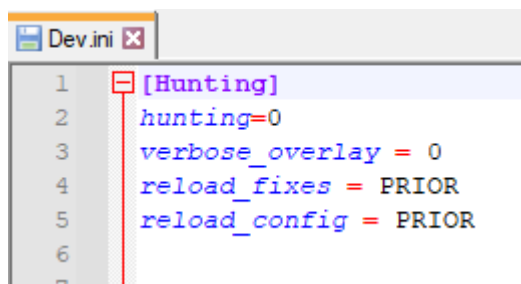 Dev.ini
1 [Hunting]
2 hunting=0
3 verbose_overlay = 0
4 reload_fixes = PRIOR
5 reload_config = PRIOR
6